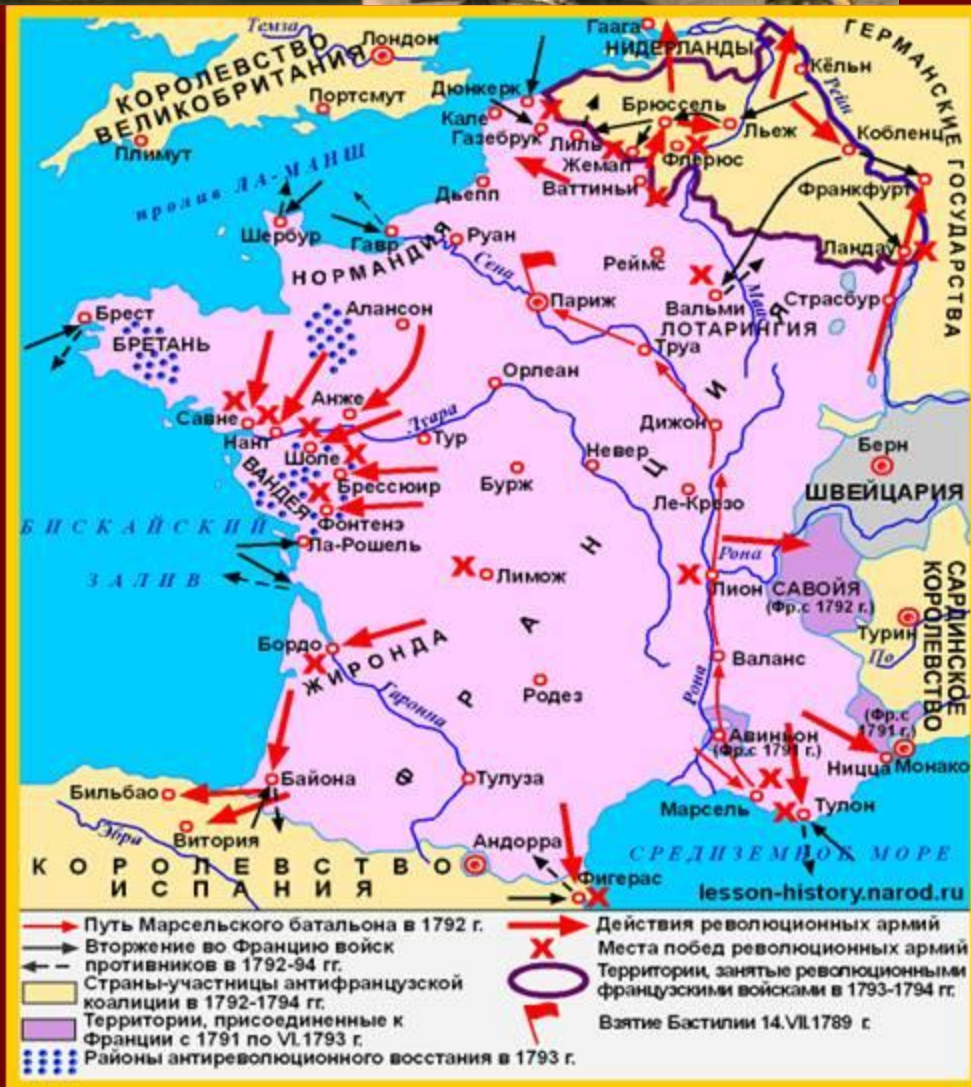 Темза
Лондон
КОРОЛЕВСТВО
ВЕЛИКОБРИТАНИЯ
Портсмут
Плимут
пролив ЛА-МАНШ
Гаага
НИДЕРЛАНДЫ
ГЕРМАНСКИЕ ГОСУДАРСТВА
Кёльн
Рейн
Дюнкерк
Кале
Газебрук
Лиль
Брюссель
Льеж
Кобленц
Жемап
Флёрюс
Ваттиньи
Франкфурт
Дьепп
Шербур
Гавр
Руан
НОРМАНДИЯ
Сена
Реймс
Ландау
Париж
Вальми
Маас
Страсбур
ЛОТАРИНГИЯ
Брест
БРЕТАНЬ
Алансон
Труа
Орлеан
Савне
Анже
Луара
Нант
Тур
Дижон
Шоле
ВАНДЕЯ
Брессюир
Бурж
Невер
Берн
ШВЕЙЦАРИЯ
Ле-Крезо
Фонтенэ
БИСКАЙСКИЙ
ЗАЛИВ
Ла-Рошель
Лимож
Рона
Лион
САВОЙЯ
(Фр.с 1792 г.)
САРДИНСКОЕ
КОРОЛЕВСТВО
Турин
По
Бордо
ЖИРОНДА
Гаронна
ФРАНЦИЯ
Родез
Рона
Валанс
Авиньон
(Фр.с 1791 г.)
(Фр.с
1791 г.)
Ницца
Монако
Байона
Тулуза
Марсель
Тулон
Бильбао
Витория
Эбра
Андорра
СРЕДИЗЕМНОЕ МОРЕ
КОРОЛЕВСТВО
ИСПАНИЯ
Фигерас
lesson-history.narod.ru
Путь Марсельского батальона в 1792 г.
Вторжение во Францию войск
противников в 1792-94 гг.
Страны-участницы антифранцузской
коалиции в 1792-1794 гг.
Территории, присоединенные к
Франции с 1791 по VI.1793 г.
Районы антиреволюционного восстания в 1793 г.
Действия революционных армий
Места побед революционных армий
Территории, занятые революционными
французскими войсками в 1793-1794 гг.
Взятие Бастилии 14.VII.1789 г.